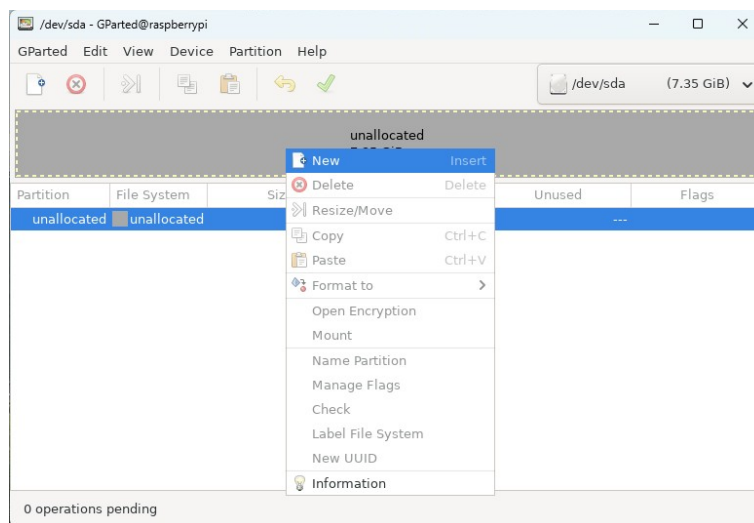 /dev/sda - GParted@raspberrypi
GParted Edit View Device Partition Help
/dev/sda (7.35 GiB)
unallocated
New Insert
Delete Delete
Resize/Move
Copy Ctrl+C
Paste Ctrl+V
Format to
Open Encryption
Mount
Name Partition
Manage Flags
Check
Label File System
New UUID
Information
Partition File System Unused Flags
unallocated unallocated ---
0 operations pending